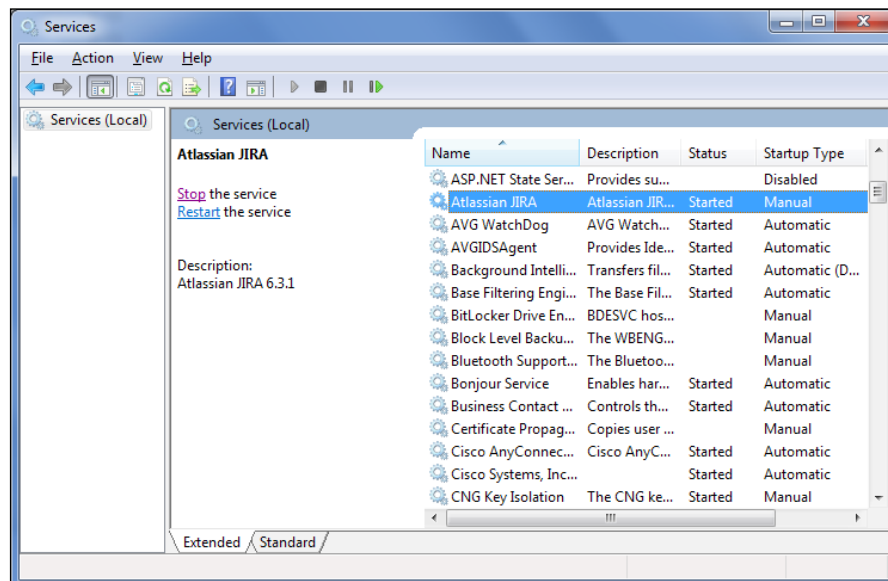 Services
File Action View Help
Services (Local)
Services (Local)
Atlassian JIRA
Stop the service
Restart the service
Description:
Atlassian JIRA 6.3.1
Name Description Status Startup Type
ASP.NET State Ser... Provides su... Disabled
Atlassian JIRA Atlassian JIR... Started Manual
AVG WatchDog AVG Watch... Started Automatic
AVGIDSAgent Provides Ide... Started Automatic
Background Intelli... Transfers fil... Started Automatic (D...
Base Filtering Engi... The Base Fil... Started Automatic
BitLocker Drive En... BDESVC hos... Manual
Block Level Backu... The WBENG... Manual
Bluetooth Support... The Bluetoo... Manual
Bonjour Service Enables har... Started Automatic
Business Contact ... Controls th... Started Automatic
Certificate Propag... Copies user ... Manual
Cisco AnyConnec... Cisco AnyC... Started Automatic
Cisco Systems, Inc... Started Automatic
CNG Key Isolation The CNG ke... Started Manual
Extended Standard